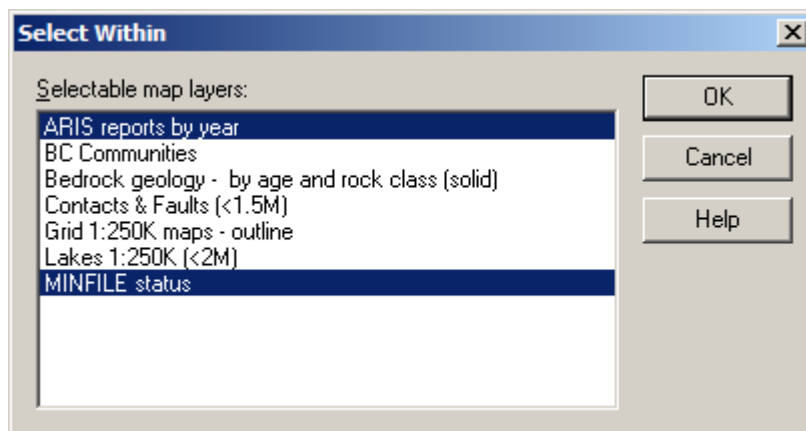 Select Within
Selectable map layers:
ARIS reports by year
BC Communities
Bedrock geology -  by age and rock class (solid)
Contacts & Faults (<1.5M)
Grid 1:250K maps - outline
Lakes 1:250K (<2M)
MINFILE status
OK
Cancel
Help